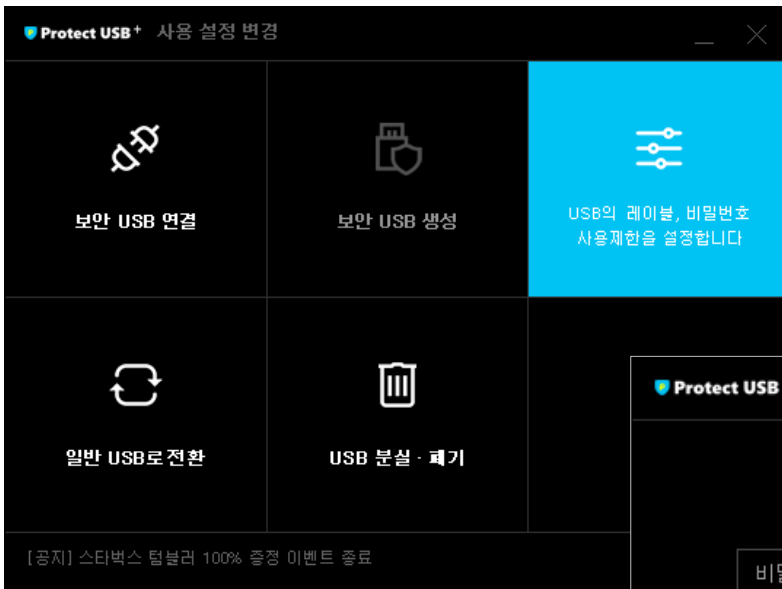 Protect USB+ 사용 설정 변경
보안 USB 연결
보안 USB 생성
USB의 레이블, 비밀번호
사용제한을 설정합니다
일반 USB로전환
USB 분실 · 폐기
Protect USB
[공지] 스타벅스 텀블러 100% 증정 이벤트 종료